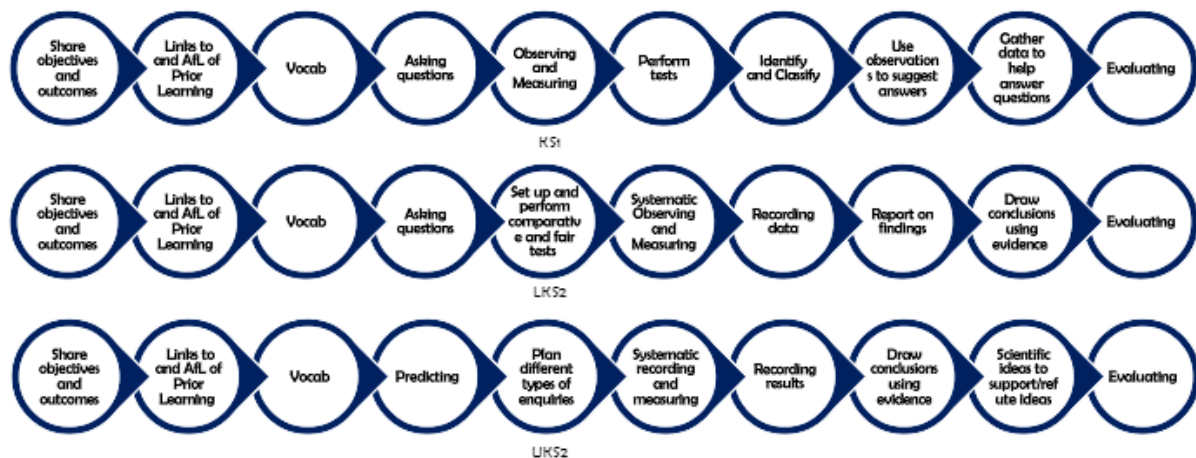 Share
objectives
and
outcomes
Links to
and AfL of
Prior
Learning
Vocab
Asking
questions
Observing
and
Measuring
Perform
tests
Identify
and Classify
Use
observation
s to suggest
answers
Gather
data to
help
answer
questions
Evaluating
KS1
Share
objectives
and
outcomes
Links to
and AfL of
Prior
Learning
Vocab
Asking
questions
Set up and
perform
comparativ
e and fair
tests
Systematic
Observing
and
Measuring
Recording
data
Report on
findings
Draw
conclusions
using
evidence
Evaluating
LKS2
Share
objectives
and
outcomes
Links to
and AfL of
Prior
Learning
Vocab
Predicting
Plan
different
types of
enquiries
Systematic
recording
and
measuring
Recording
results
Draw
conclusions
using
evidence
Scientific
ideas to
support/ref
ute ideas
Evaluating
UKS2